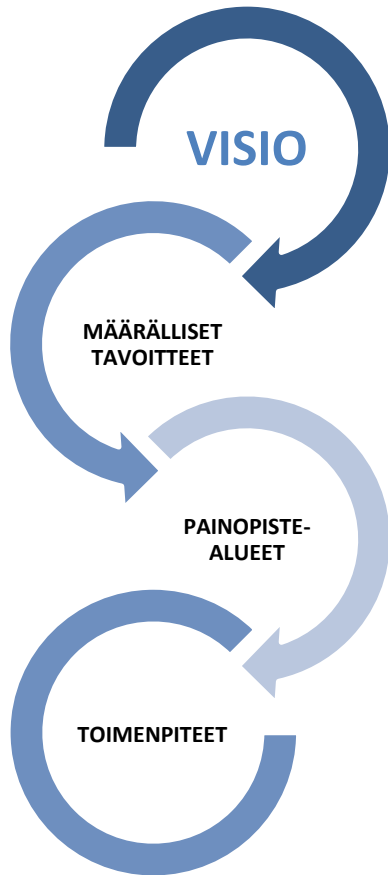 VISIO
MÄÄRÄLLISET
TAVOITTEET
PAINOPISTE-
ALUEET
TOIMENPITEET